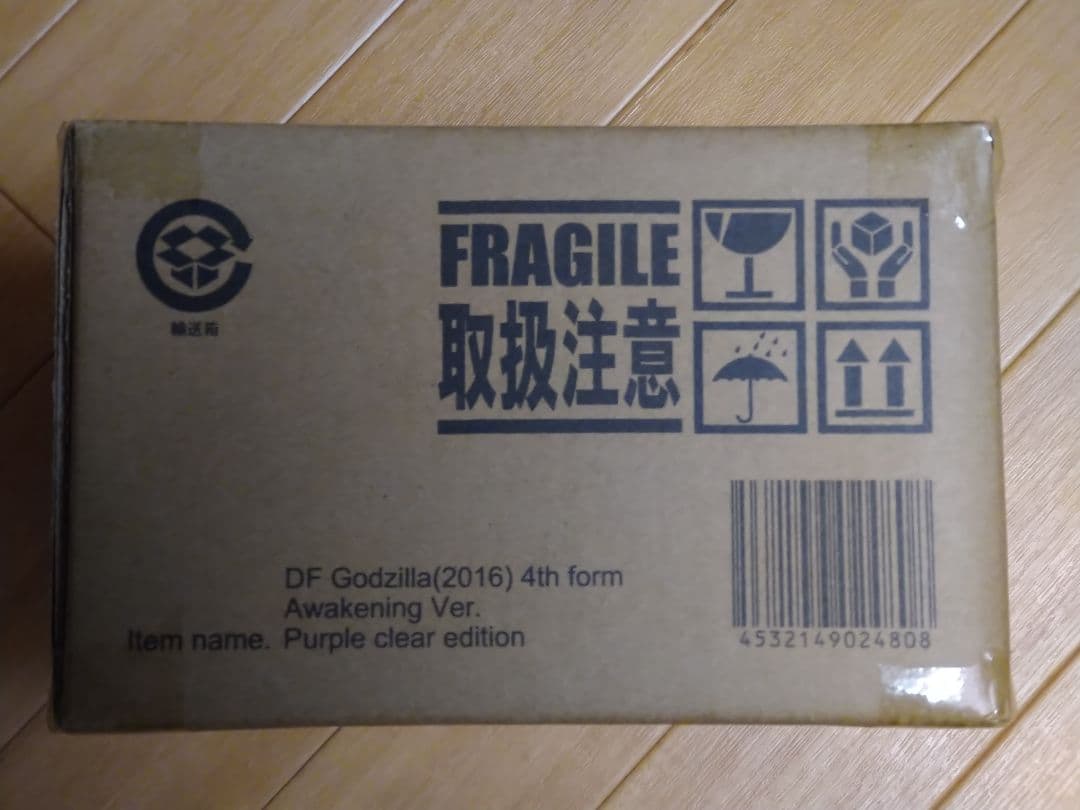 輸送箱
FRAGILE
取扱注意
DF Godzilla(2016) 4th form
Awakening Ver.
Item name. Purple clear edition
4532149024808